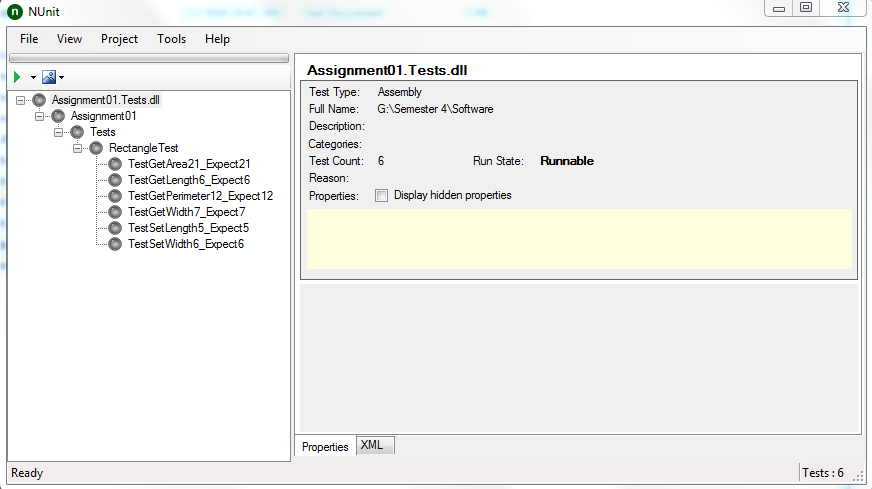 n NUnit
File View Project Tools Help
Assignment01.Tests.dll
Assignment01
Tests
RectangleTest
TestGetArea21_Expect21
TestGetLength6_Expect6
TestGetPerimeter12_Expect12
TestGetWidth7_Expect7
TestSetLength5_Expect5
TestSetWidth6_Expect6
Assignment01.Tests.dll
Test Type: Assembly
Full Name: G:\Semester 4\Software
Description:
Categories:
Test Count: 6 Run State: Runnable
Reason:
Properties: Display hidden properties
Properties XML
Ready Tests : 6